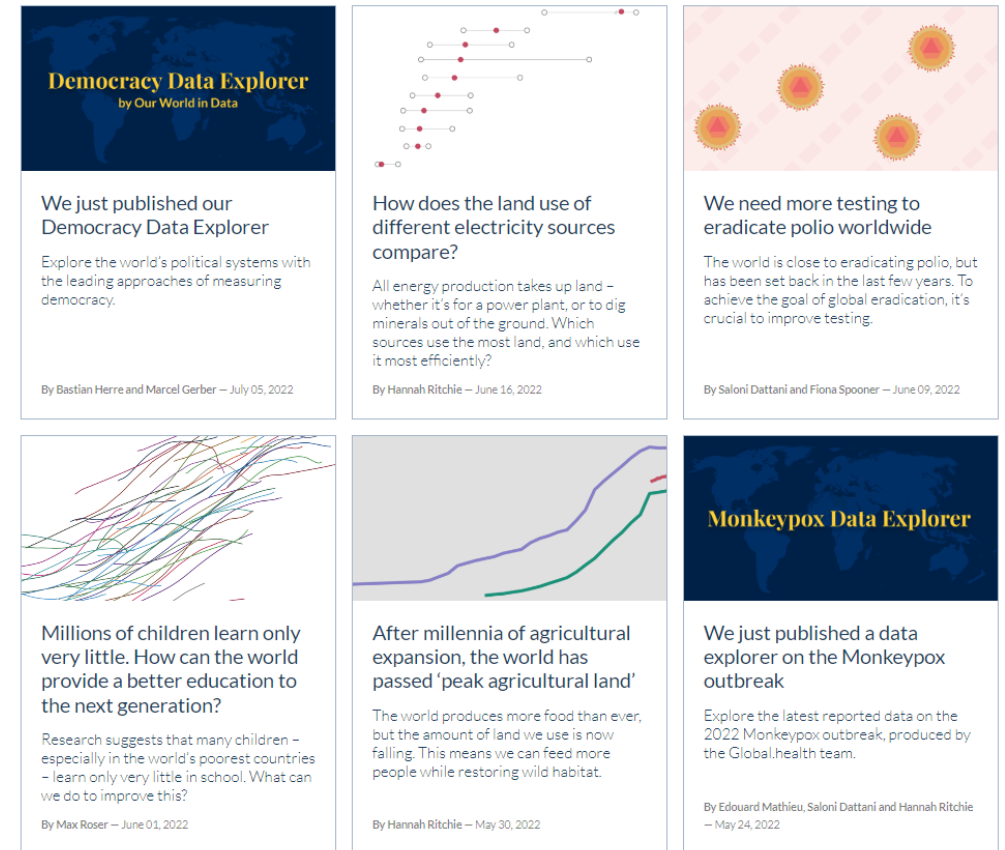 Democracy Data Explorer
by Our World in Data
We just published our
Democracy Data Explorer
Explore the world's political systems with
the leading approaches of measuring
democracy.
By Bastian Herre and Marcel Gerber — July 05, 2022
How does the land use of
different electricity sources
compare?
All energy production takes up land –
whether it's for a power plant, or to dig
minerals out of the ground. Which
sources use the most land, and which use
it most efficiently?
By Hannah Ritchie — June 16, 2022
We need more testing to
eradicate polio worldwide
The world is close to eradicating polio, but
has been set back in the last few years. To
achieve the goal of global eradication, it's
crucial to improve testing.
By Saloni Dattani and Fiona Spooner — June 09, 2022
Millions of children learn only
very little. How can the world
provide a better education to
the next generation?
Research suggests that many children –
especially in the world's poorest countries
– learn only very little in school. What can
we do to improve this?
By Max Roser — June 01, 2022
After millennia of agricultural
expansion, the world has
passed 'peak agricultural land'
The world produces more food than ever,
but the amount of land we use is now
falling. This means we can feed more
people while restoring wild habitat.
By Hannah Ritchie — May 30, 2022
Monkeypox Data Explorer
We just published a data
explorer on the Monkeypox
outbreak
Explore the latest reported data on the
2022 Monkeypox outbreak, produced by
the Global.health team.
By Edouard Mathieu, Saloni Dattani and Hannah Ritchie
— May 24, 2022